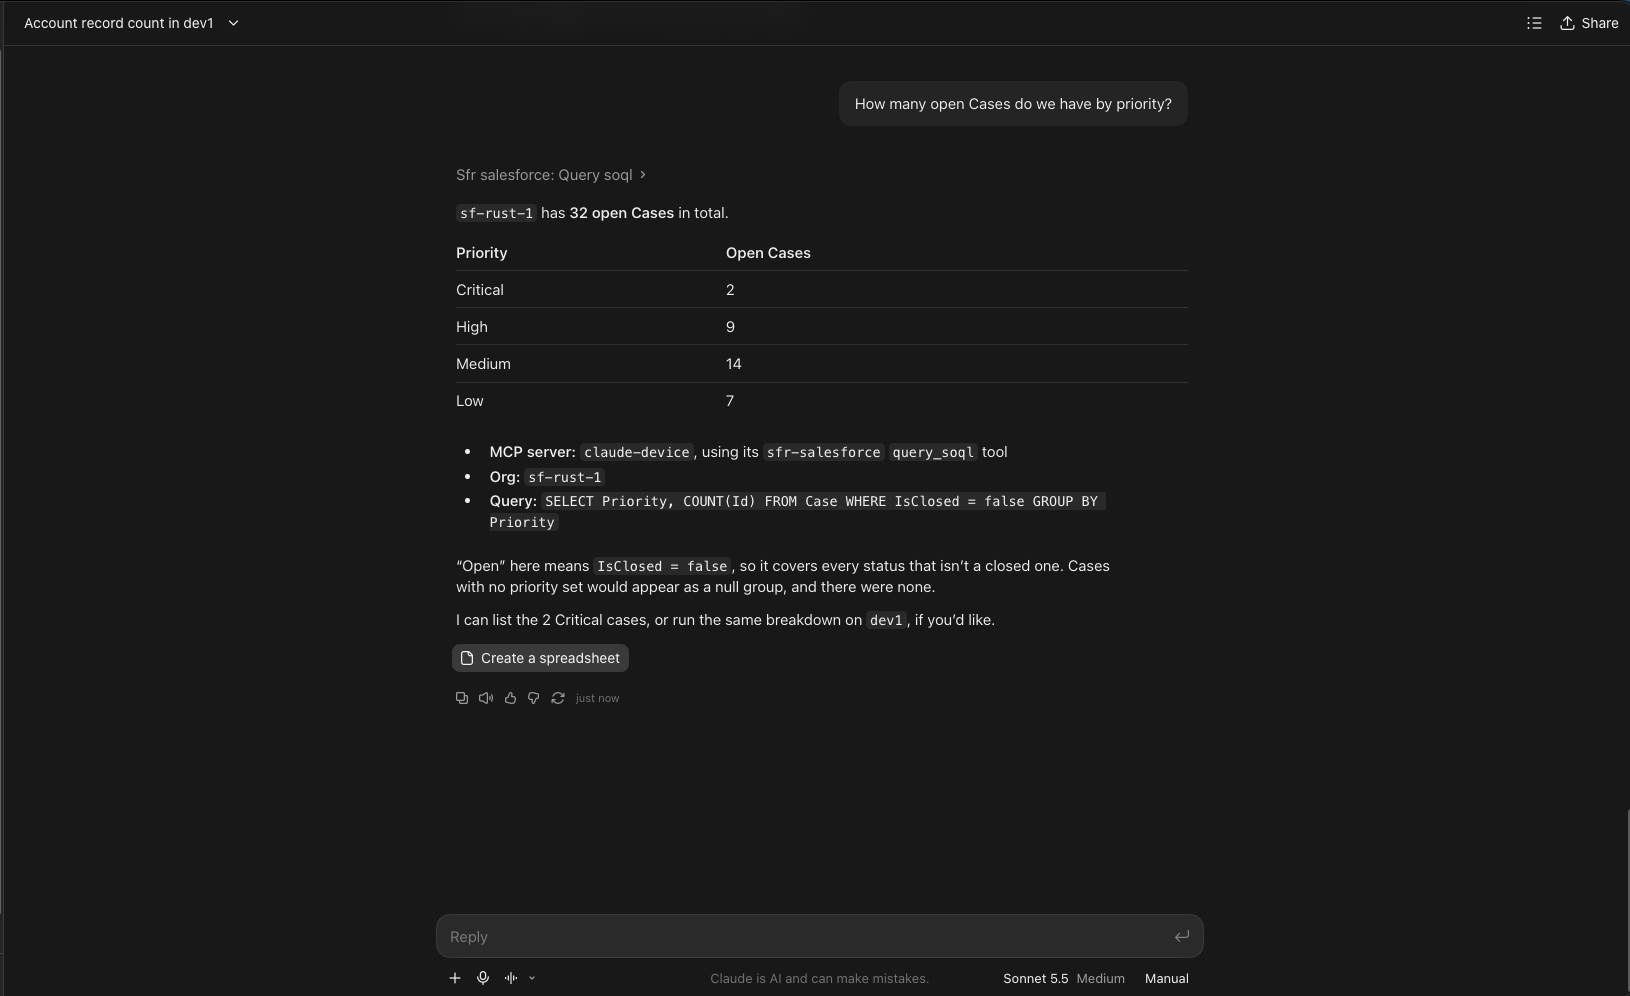 Account record count in dev1
Share
How many open Cases do we have by priority?
Sfr salesforce: Query soql
sf-rust-1 has 32 open Cases in total.
Priority Open Cases
Critical 2
High 9
Medium 14
Low 7
• MCP server: claude-device, using its sfr-salesforce query_soql tool
• Org: sf-rust-1
• Query: SELECT Priority, COUNT(Id) FROM Case WHERE IsClosed = false GROUP BY
Priority
“Open” here means IsClosed = false, so it covers every status that isn’t a closed one. Cases
with no priority set would appear as a null group, and there were none.
I can list the 2 Critical cases, or run the same breakdown on dev1, if you’d like.
Create a spreadsheet
just now
Reply
Claude is AI and can make mistakes. Sonnet 5.5 Medium Manual